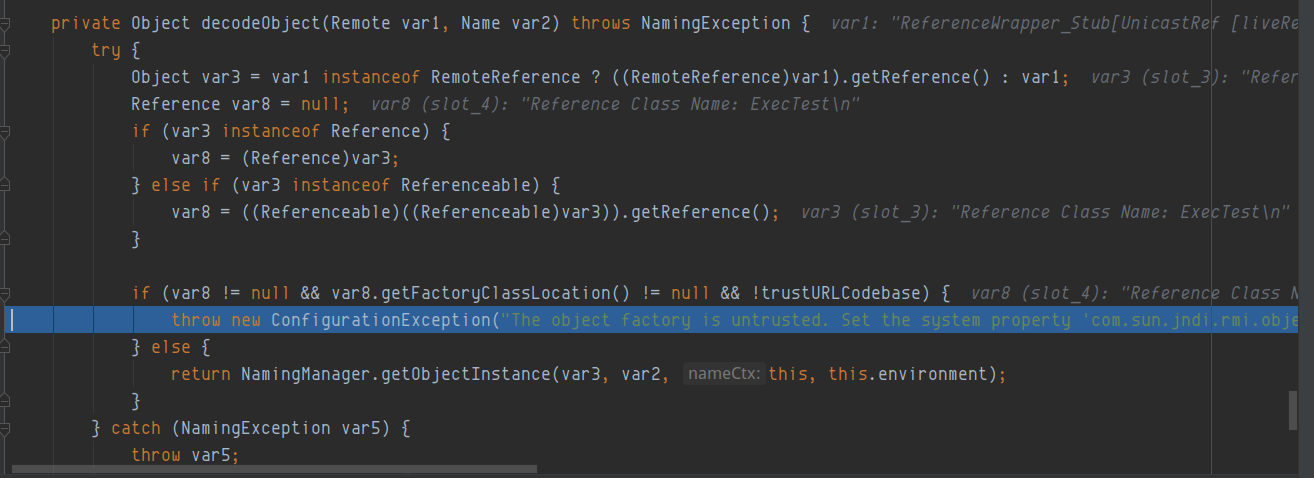 private Object decodeObject(Remote var1, Name var2) throws NamingException {  var1: "ReferenceWrapper_Stub[UnicastRef [liveRe
try {
Object var3 = var1 instanceof RemoteReference ? ((RemoteReference)var1).getReference() : var1;  var3 (slot_3): "Refer
Reference var8 = null;  var8 (slot_4): "Reference Class Name: ExecTest\n"
if (var3 instanceof Reference) {
var8 = (Reference)var3;
} else if (var3 instanceof Referenceable) {
var8 = ((Referenceable)((Referenceable)var3)).getReference();  var3 (slot_3): "Reference Class Name: ExecTest\n"
}
if (var8 != null && var8.getFactoryClassLocation() != null && !trustURLCodebase) {  var8 (slot_4): "Reference Class N
throw new ConfigurationException("The object factory is untrusted. Set the system property 'com.sun.jndi.rmi.obje
} else {
return NamingManager.getObjectInstance(var3, var2, nameCtx: this, this.environment);
}
} catch (NamingException var5) {
throw var5;